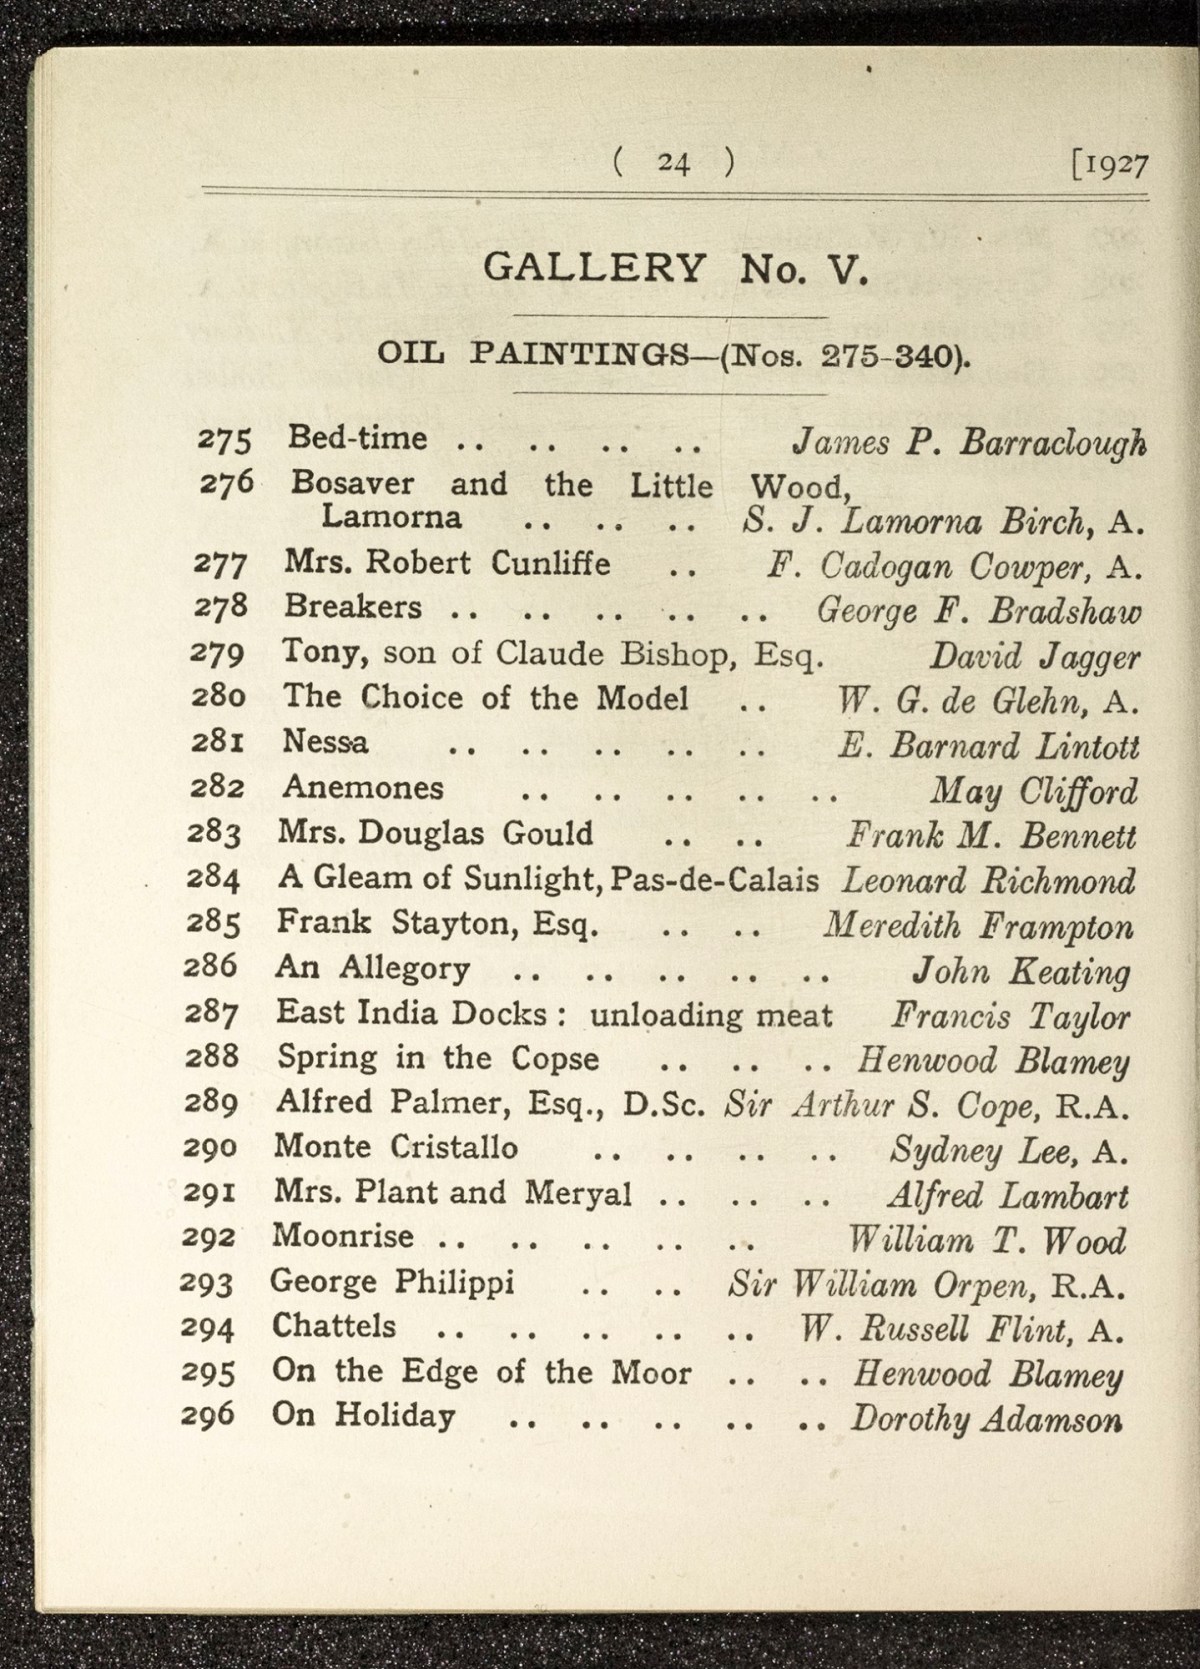 ( 24 ) [1927
GALLERY No. V.
OIL PAINTINGS—(Nos. 275-340).
275 Bed-time .. .. .. .. James P. Barraclough
276 Bosaver and the Little Wood,
Lamorna .. .. .. S. J. Lamorna Birch, A.
277 Mrs. Robert Cunliffe .. F. Cadogan Cowper, A.
278 Breakers .. .. .. .. .. George F. Bradshaw
279 Tony, son of Claude Bishop, Esq. David Jagger
280 The Choice of the Model .. W. G. de Glehn, A.
281 Nessa .. .. .. .. .. E. Barnard Lintott
282 Anemones .. .. .. .. .. May Clifford
283 Mrs. Douglas Gould .. .. Frank M. Bennett
284 A Gleam of Sunlight, Pas-de-Calais Leonard Richmond
285 Frank Stayton, Esq. .. .. Meredith Frampton
286 An Allegory .. .. .. .. .. John Keating
287 East India Docks : unloading meat Francis Taylor
288 Spring in the Copse .. .. .. Henwood Blamey
289 Alfred Palmer, Esq., D.Sc. Sir Arthur S. Cope, R.A.
290 Monte Cristallo .. .. .. .. Sydney Lee, A.
291 Mrs. Plant and Meryal .. .. .. Alfred Lambart
292 Moonrise .. .. .. .. .. William T. Wood
293 George Philippi .. .. Sir William Orpen, R.A.
294 Chattels .. .. .. .. .. W. Russell Flint, A.
295 On the Edge of the Moor .. .. Henwood Blamey
296 On Holiday .. .. .. .. .. Dorothy Adamson